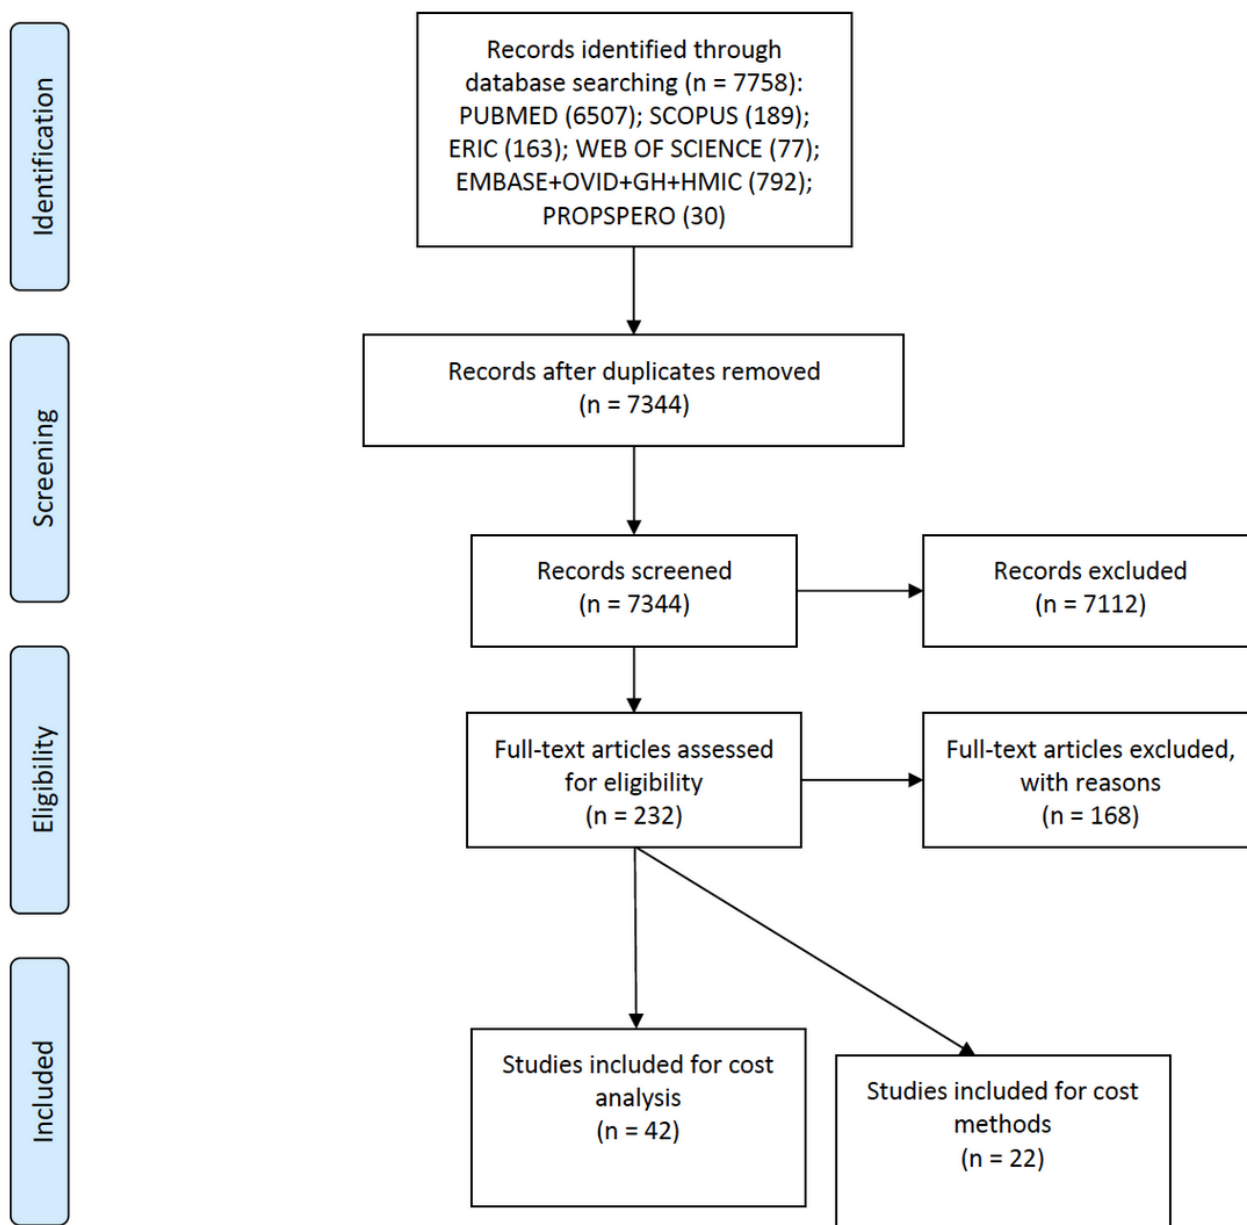 Identification
Records identified through
database searching (n = 7758):
PUBMED (6507); SCOPUS (189);
ERIC (163); WEB OF SCIENCE (77);
EMBASE+OVID+GH+HMIC (792);
PROPSPERO (30)
Screening
Records after duplicates removed
(n = 7344)
Records screened
(n = 7344)
Records excluded
(n = 7112)
Eligibility
Full-text articles assessed
for eligibility
(n = 232)
Full-text articles excluded,
with reasons
(n = 168)
Included
Studies included for cost
analysis
(n = 42)
Studies included for cost
methods
(n = 22)